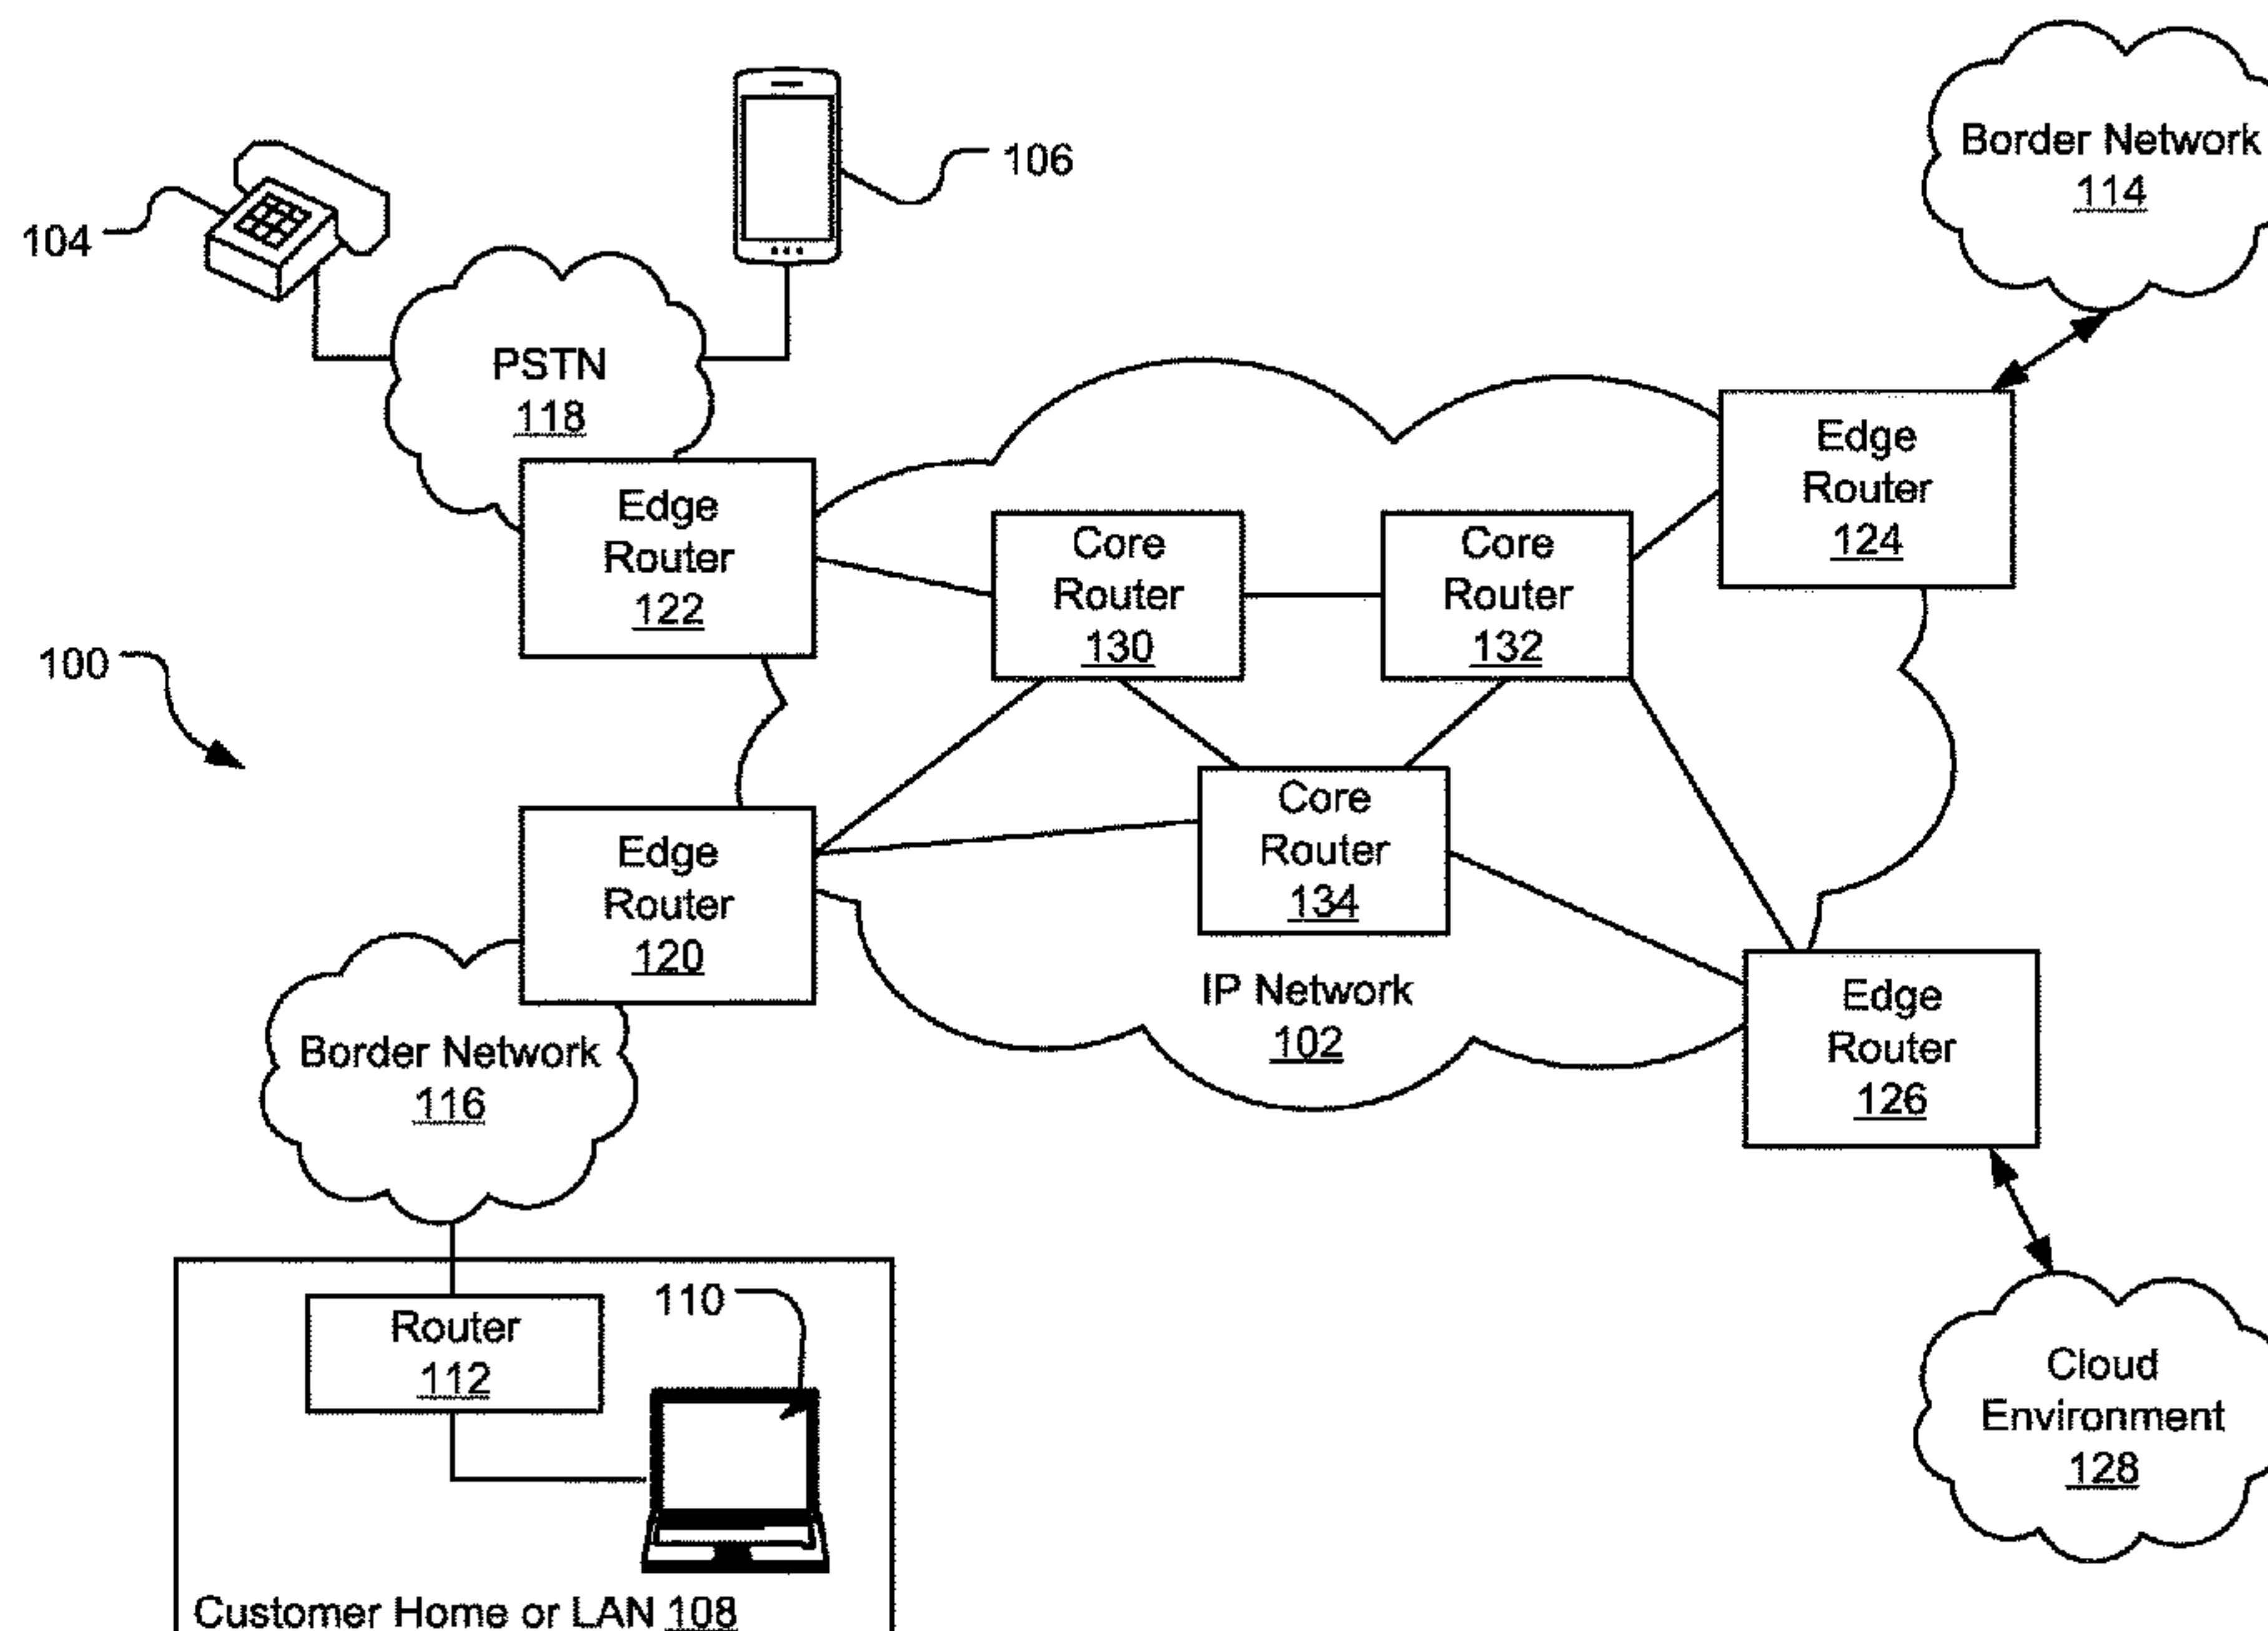 Border Network
114
106
104
PSTN
118
Edge
Router
124
Edge
Router
122
Core
Router
130
Core
Router
132
100
Core
Router
134
Edge
Router
120
IP Network
102
Edge
Router
126
Border Network
116
Router
112
110
Cloud
Environment
128
Customer Home or LAN 108